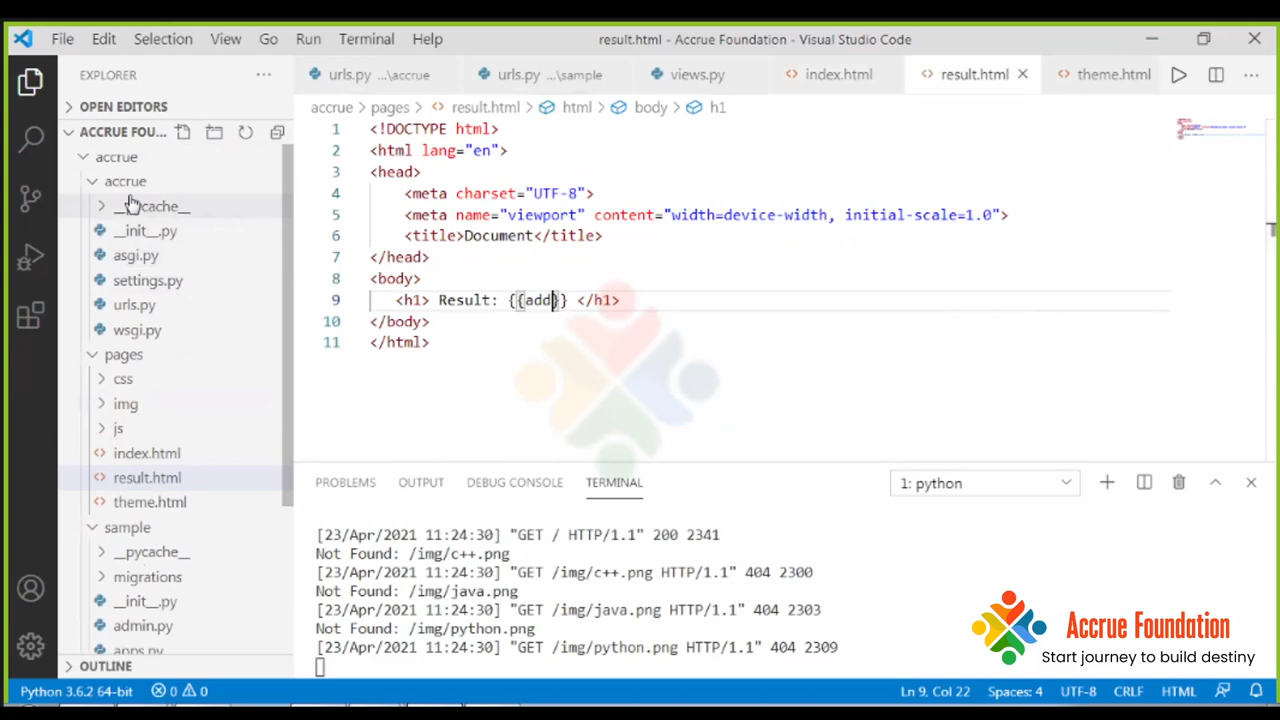 File Edit Selection View Go Run Terminal Help result.html - Accrue Foundation - Visual Studio Code
EXPLORER
urls.py ...\accrue urls.py ...\sample views.py index.html result.html theme.html
OPEN EDITORS
accrue > pages > result.html > html > body > h1
ACCRUE FOU...
accrue
accrue
__pycache__
__init__.py
asgi.py
settings.py
urls.py
wsgi.py
pages
css
img
js
index.html
result.html
theme.html
sample
__pycache__
migrations
__init__.py
admin.py
apps.py
OUTLINE
1 <!DOCTYPE html>
2 <html lang="en">
3 <head>
4 <meta charset="UTF-8">
5 <meta name="viewport" content="width=device-width, initial-scale=1.0">
6 <title>Document</title>
7 </head>
8 <body>
9 <h1> Result: {{add}} </h1>
10 </body>
11 </html>
PROBLEMS OUTPUT DEBUG CONSOLE TERMINAL 1: python
[23/Apr/2021 11:24:30] "GET / HTTP/1.1" 200 2341
Not Found: /img/c++.png
[23/Apr/2021 11:24:30] "GET /img/c++.png HTTP/1.1" 404 2300
Not Found: /img/java.png
[23/Apr/2021 11:24:30] "GET /img/java.png HTTP/1.1" 404 2303
Not Found: /img/python.png
[23/Apr/2021 11:24:30] "GET /img/python.png HTTP/1.1" 404 2309
Accrue Foundation
Start journey to build destiny
Python 3.6.2 64-bit 0 0 Ln 9, Col 22 Spaces: 4 UTF-8 CRLF HTML